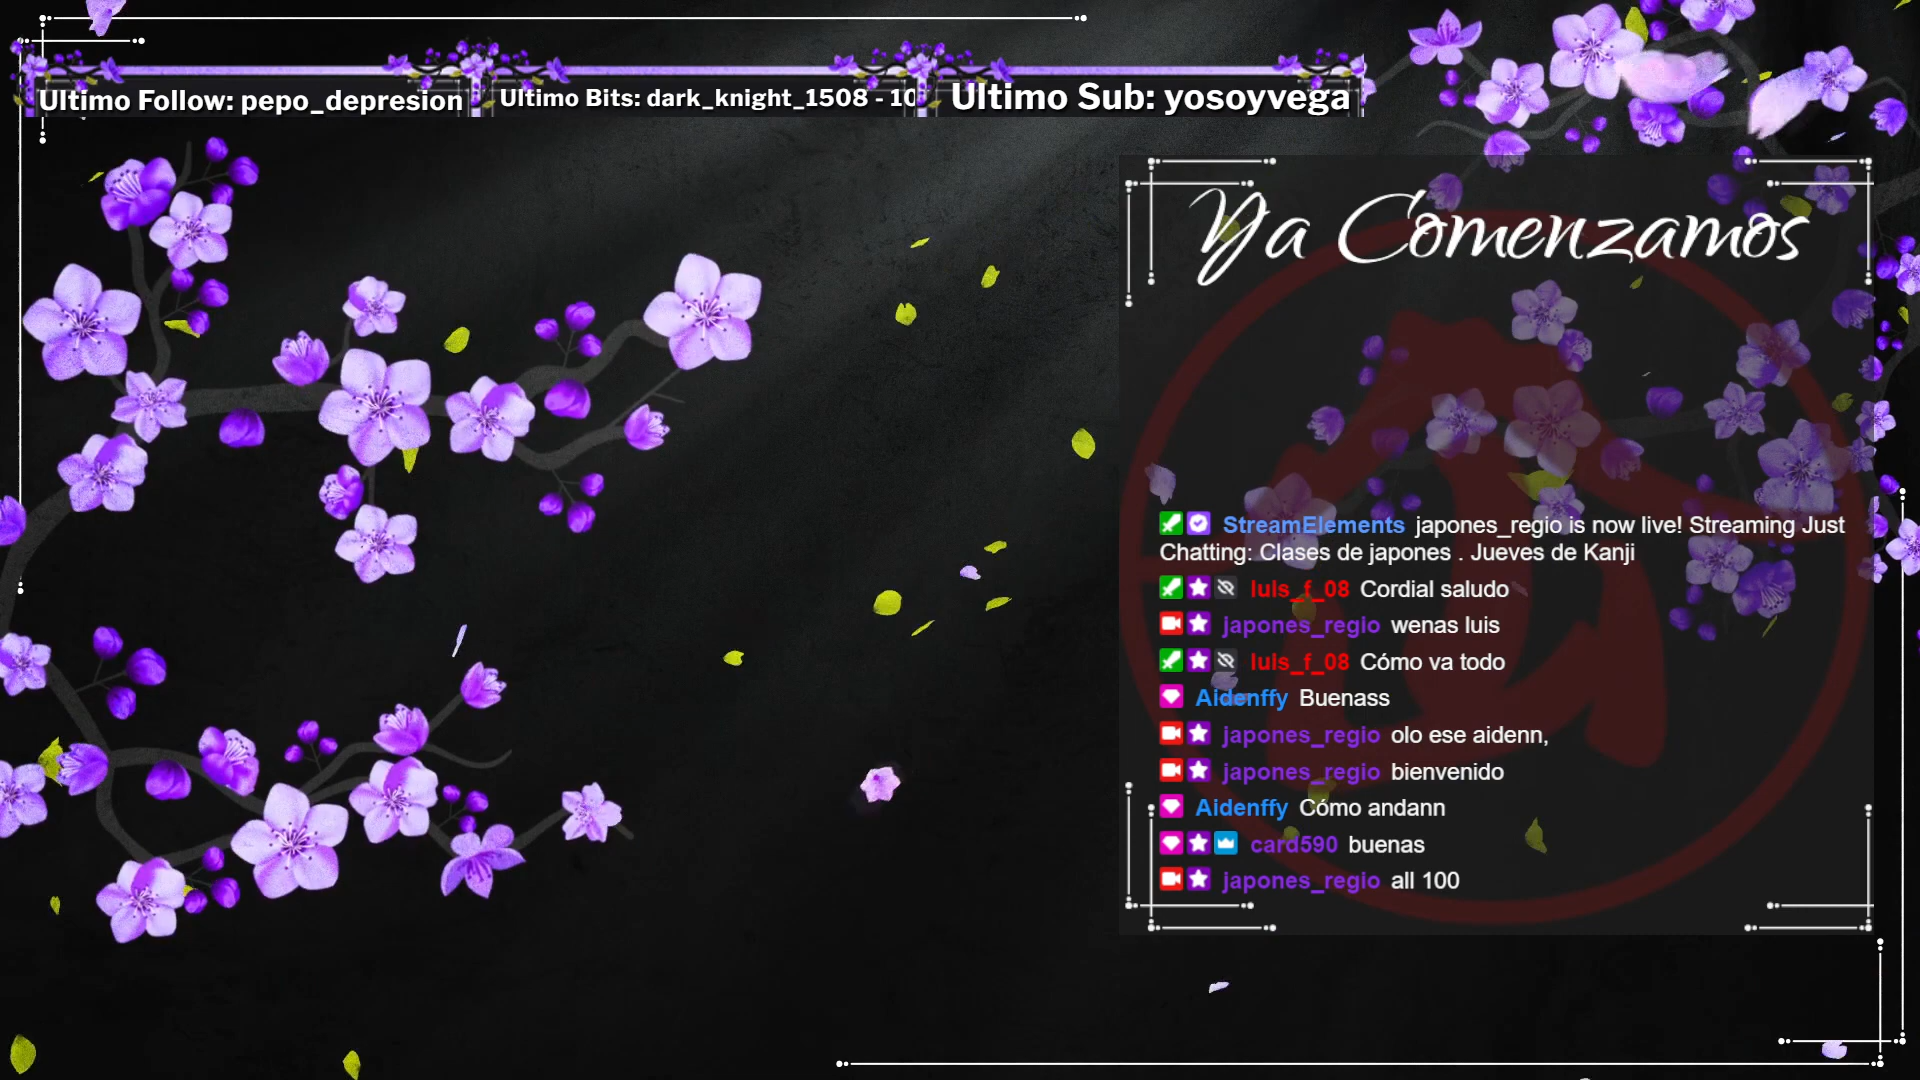 Ultimo Follow: pepo_depresion
Ultimo Bits: dark_knight_1508 - 10
Ultimo Sub: yosoyvega
Ya Comenzamos
StreamElements japones_regio is now live! Streaming Just
Chatting: Clases de japones . Jueves de Kanji
luis_f_08 Cordial saludo
japones_regio wenas luis
luis_f_08 Cómo va todo
Aidenffy Buenass
japones_regio olo ese aidenn,
japones_regio bienvenido
Aidenffy Cómo andann
card590 buenas
japones_regio all 100